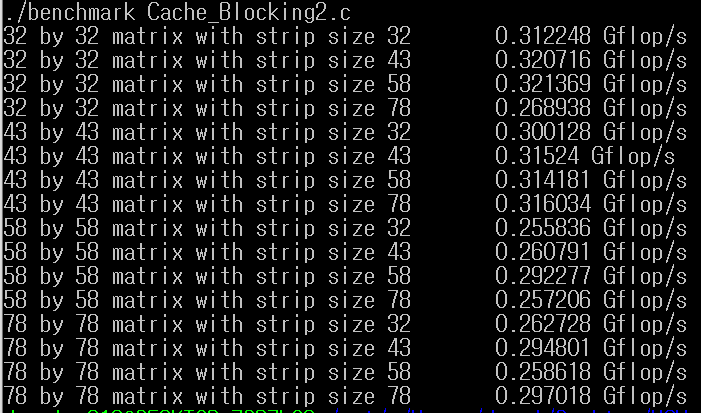 ./benchmark Cache_Blocking2.c
32 by 32 matrix with strip size 32 0.312248 Gflop/s
32 by 32 matrix with strip size 43 0.320716 Gflop/s
32 by 32 matrix with strip size 58 0.321369 Gflop/s
32 by 32 matrix with strip size 78 0.268938 Gflop/s
43 by 43 matrix with strip size 32 0.300128 Gflop/s
43 by 43 matrix with strip size 43 0.31524 Gflop/s
43 by 43 matrix with strip size 58 0.314181 Gflop/s
43 by 43 matrix with strip size 78 0.316034 Gflop/s
58 by 58 matrix with strip size 32 0.255836 Gflop/s
58 by 58 matrix with strip size 43 0.260791 Gflop/s
58 by 58 matrix with strip size 58 0.292277 Gflop/s
58 by 58 matrix with strip size 78 0.257206 Gflop/s
78 by 78 matrix with strip size 32 0.262728 Gflop/s
78 by 78 matrix with strip size 43 0.294801 Gflop/s
78 by 78 matrix with strip size 58 0.258618 Gflop/s
78 by 78 matrix with strip size 78 0.297018 Gflop/s